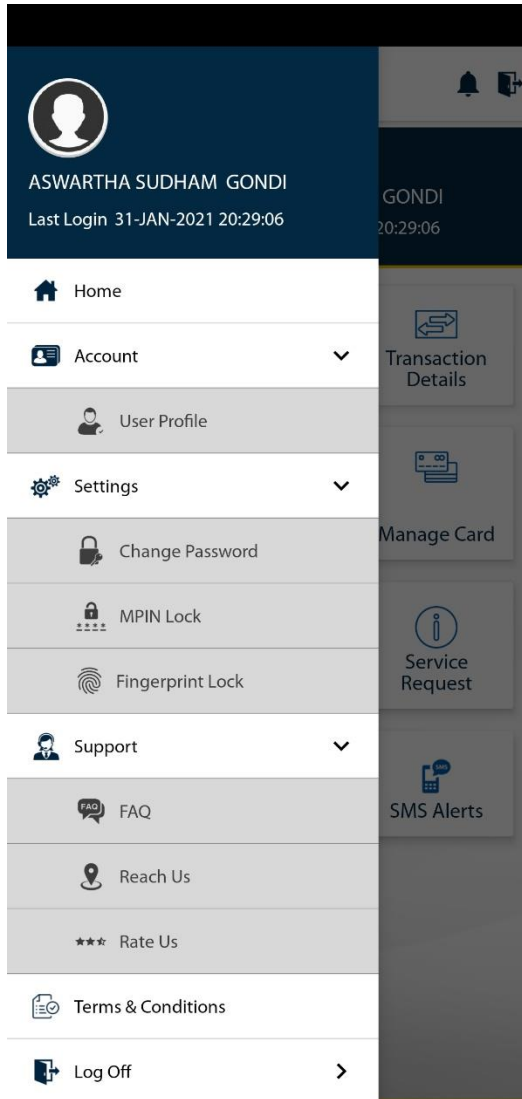 ASWARTHA SUDHAM GONDI
Last Login 31-JAN-2021 20:29:06
GONDI
20:29:06
Home
Account
User Profile
Settings
Change Password
MPIN Lock
Fingerprint Lock
Support
FAQ
FAQ
Reach Us
Rate Us
Terms & Conditions
Log Off
Transaction
Details
Manage Card
Service
Request
SMS
SMS Alerts